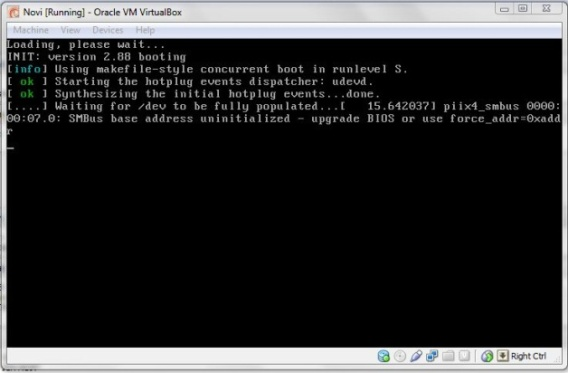 Novi [Running] - Oracle VM VirtualBox
Machine View Devices Help
Loading, please wait...
INIT: version 2.88 booting
[info] Using makefile-style concurrent boot in runlevel S.
[ ok ] Starting the hotplug events dispatcher: udevd.
[ ok ] Synthesizing the initial hotplug events...done.
[....] Waiting for /dev to be fully populated...[   15.642037] piix4_smbus 0000:
00:07.0: SMBus base address uninitialized - upgrade BIOS or use force_addr=0xadd
r
_
Right Ctrl